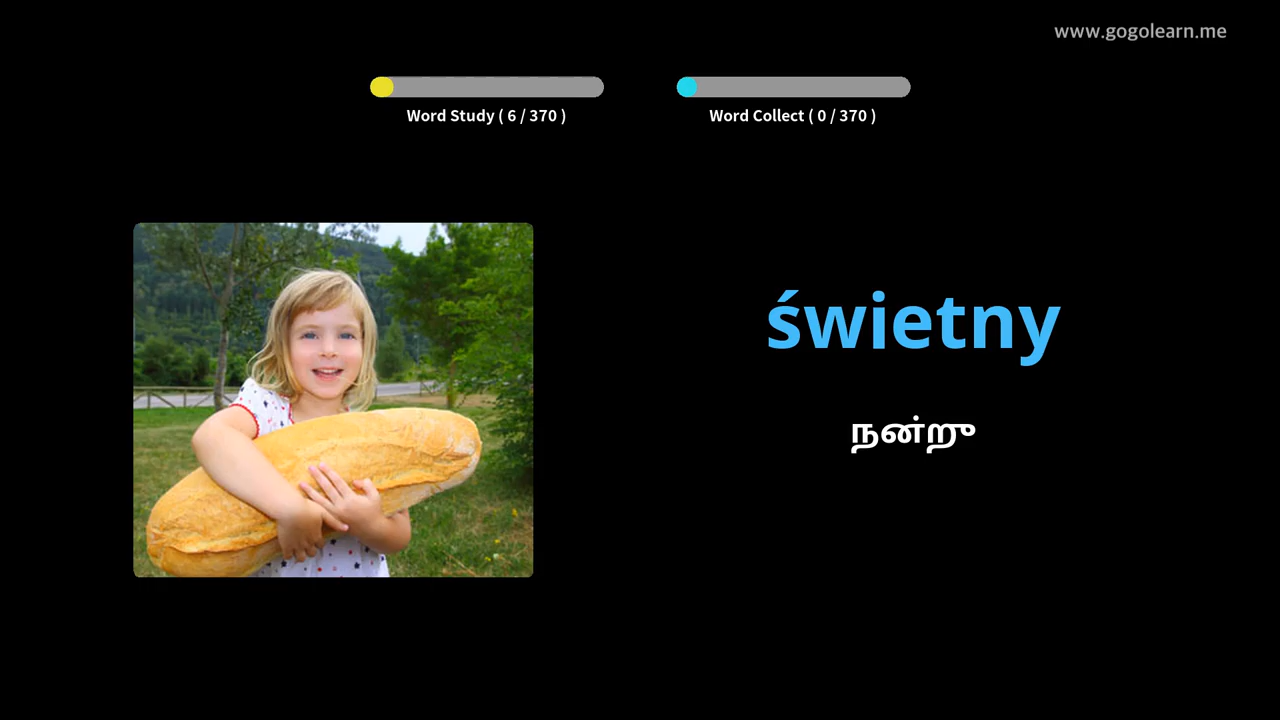 www.gogolearn.me
Word Study ( 6 / 370 )
Word Collect ( 0 / 370 )
świetny
நன்று